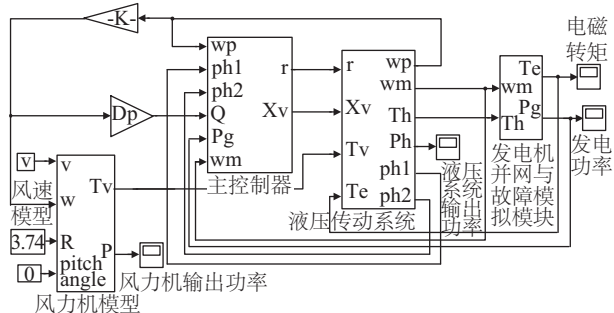 -K-
Dp
v
风速
模型
3.74
0
v
w
R
pitch
angle
Tv
P
风力机模型
风力机输出功率
wp
ph1
ph2
Q
Pg
wm
r
Xv
主控制器
r
Xv
Tv
Te
wp
wm
Th
Ph
ph1
ph2
液压传动系统
液压
系统
输出
功率
wm
Th
Te
Pg
发电机
并网与
故障模
拟模块
电磁
转矩
发电
功率